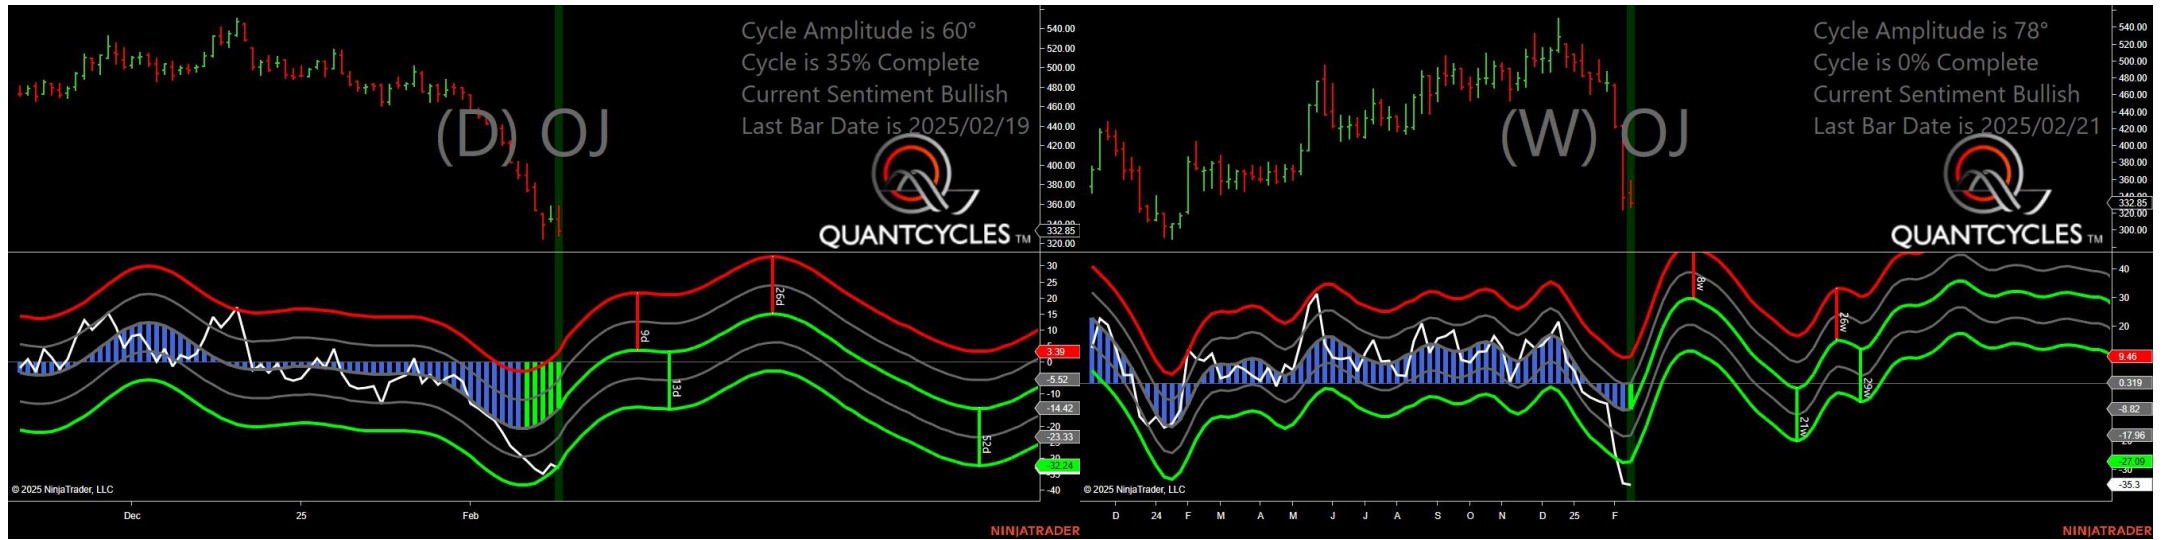 Cycle Amplitude is 60°
Cycle is 35% Complete
Current Sentiment Bullish
Last Bar Date is 2025/02/19
(D) OJ
QUANTCYCLES TM
540.00
520.00
500.00
480.00
460.00
440.00
420.00
400.00
380.00
360.00
340.00
332.85
320.00
30
25
20
15
10
5
3.39
0
-5.52
-10
-14.42
-20
-23.33
-32.24
-40
9d
13d
26d
52d
© 2025 NinjaTrader, LLC
Dec
25
Feb
NINJATRADER
Cycle Amplitude is 78°
Cycle is 0% Complete
Current Sentiment Bullish
Last Bar Date is 2025/02/21
(W) OJ
QUANTCYCLES TM
540.00
520.00
500.00
480.00
460.00
440.00
420.00
400.00
380.00
360.00
340.00
332.85
320.00
300.00
40
30
20
9.46
0.319
-8.82
-17.96
-27.09
-30
-35.3
8w
21w
26w
29w
© 2025 NinjaTrader, LLC
D
24
F
M
A
M
J
J
A
S
O
N
D
25
F
NINJATRADER